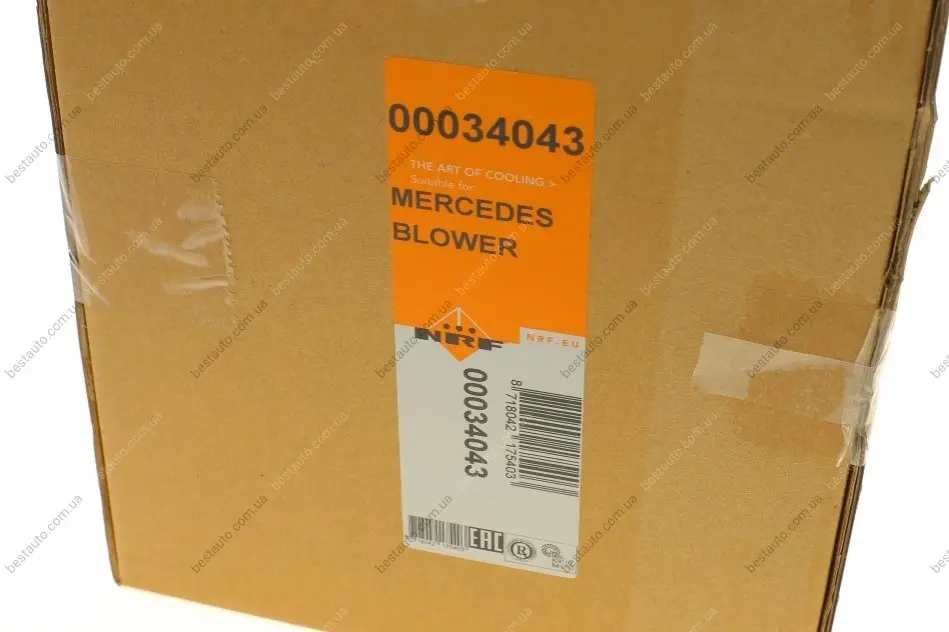 00034043
THE ART OF COOLING >
Suitable for
MERCEDES
BLOWER
NRF
NRF.EU
00034043
8 718042 175403
EAC
R
bestauto.com.ua